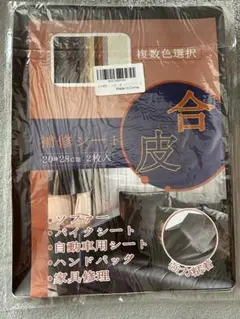 複数色選択
合皮
補修シート
20*28cm 2枚入
・ソファー
・バイクシート
・自動車用シート
・ハンドバッグ
・家具修理